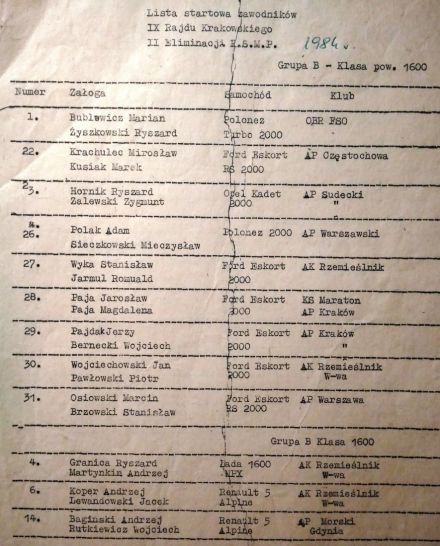 Lista startowa zawodników
IX Rajdu Krakowskiego
II Eliminacja R.S.M.P. 1984 r.
Grupa B - Klasa pow. 1600
Numer Załoga Samochód Klub
1. Bublewicz Marian Polonez OBR FSO
Żyszkowski Ryszard Turbo 2000
22. Krachulec Mirosław Ford Eskort AP Częstochowa
Kusiak Marek RS 2000
23. Hornik Ryszard Opel Kadet AP Sudecki
Zalewski Zygmunt 2000 "
4.
26. Polak Adam Polonez 2000 AP Warszawski
Sieczkowski Mieczysław
27. Wyka Stanisław Ford Eskort AK Rzemieślnik
Jarmul Romuald 2000
28. Paja Jarosław Ford Eskort KS Maraton
Paja Magdalena 2000 AP Kraków
29. PajdakJerzy Ford Eskort AP Kraków
Bernecki Wojciech 2000 "
30. Wojciechowski Jan Ford Eskort AK Rzemieślnik
Pawłowski Piotr 2000 W-wa
31. Osiowski Marcin Ford Eskort AP Warszawa
Brzowski Stanisław RS 2000
Grupa B Klasa 1600
4. Granica Ryszard Łada 1600 AK Rzemieślnik
Martynkin Andrzej W-wa
6. Koper Andrzej Renault 5 AK Rzemieślnik
Lewandowski Jacek Alpine W-wa
14. Bagiński Andrzej Renault 5 AP Morski
Rutkiewicz Wojciech Alpine Gdynia